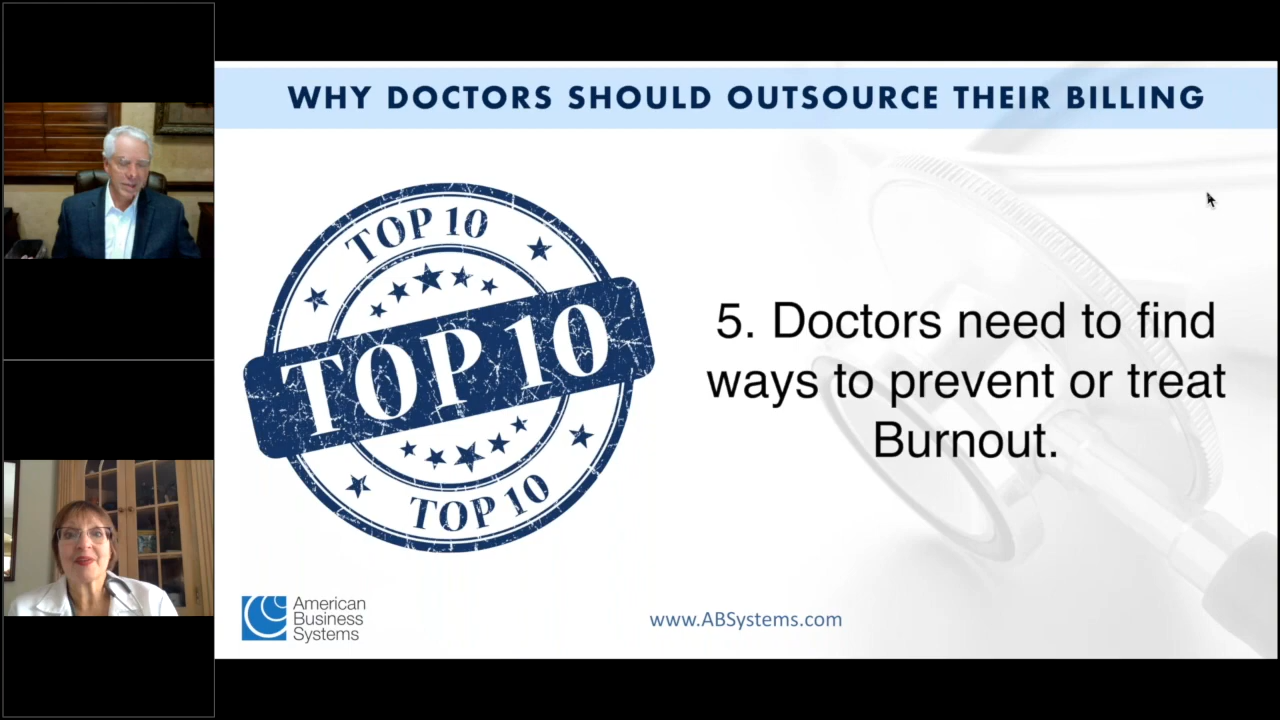 WHY DOCTORS SHOULD OUTSOURCE THEIR BILLING
TOP 10
TOP 10
TOP 10
5. Doctors need to find
ways to prevent or treat
Burnout.
American
Business
Systems
www.ABSystems.com